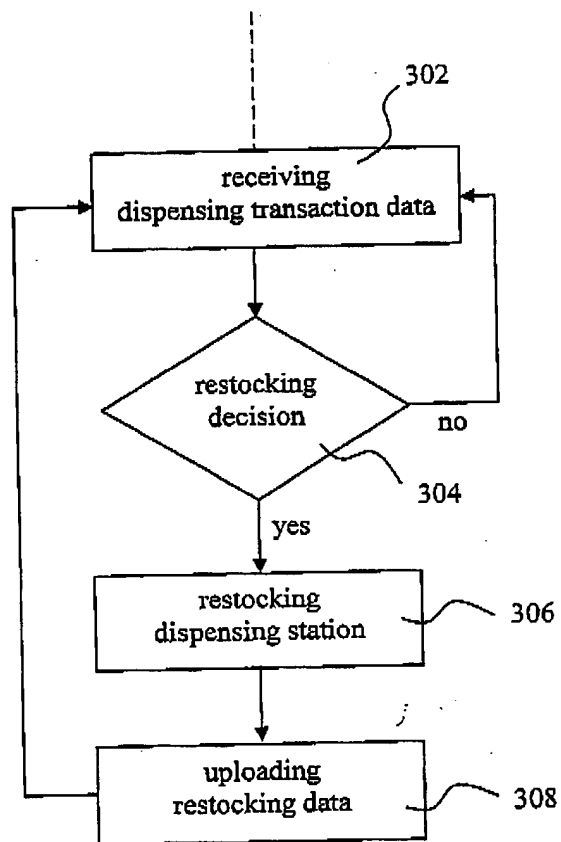 302
receiving
dispensing transaction data
restocking
decision
no
304
yes
restocking
dispensing station
306
uploading
restocking data
308